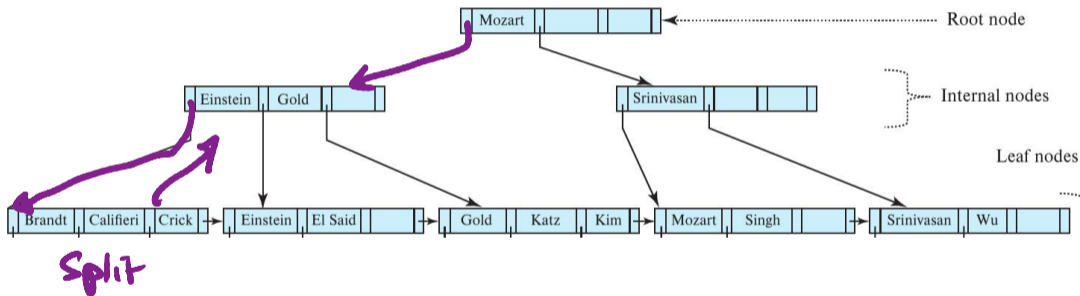 Mozart
Root node
Einstein Gold
Srinivasan
Internal nodes
Leaf nodes
Brandt Califieri Crick Einstein El Said Gold Katz Kim Mozart Singh Srinivasan Wu
Split